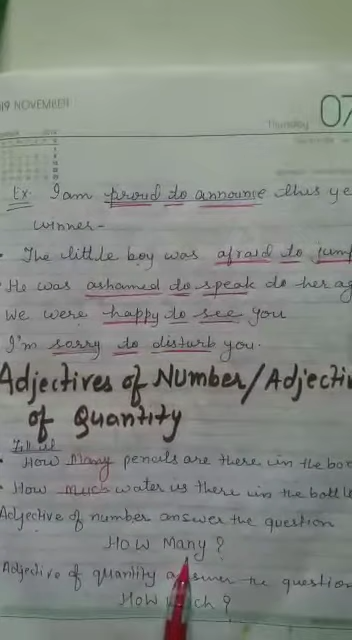 19 NOVEMBER
Thursday 07
Ex. I am proud to announce this ye
winner-
The little boy was afraid to jump
He was ashamed to speak to her ag
We were happy to see you
I'm sorry to disturb you.
Adjectives of Number/Adjecti
of Quantity
How Many pencils are there in the box
How much water is there in the bottle
Adjective of number answer the question
How Many?
Adjective of quantity answer the question
How much?